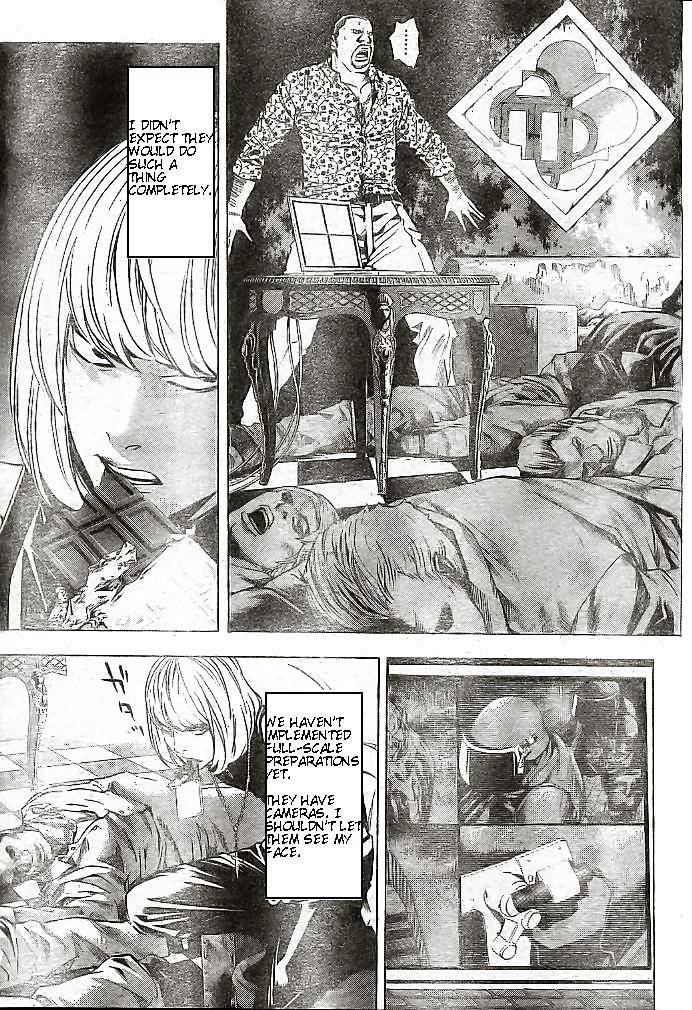 I DIDN'T
EXPECT THEY
WOULD DO
SUCH A
THING
COMPLETELY.
WE HAVEN'T
IMPLEMENTED
FULL-SCALE
PREPARATIONS
YET.
THEY HAVE
CAMERAS. I
SHOULDN'T LET
THEM SEE MY
FACE.